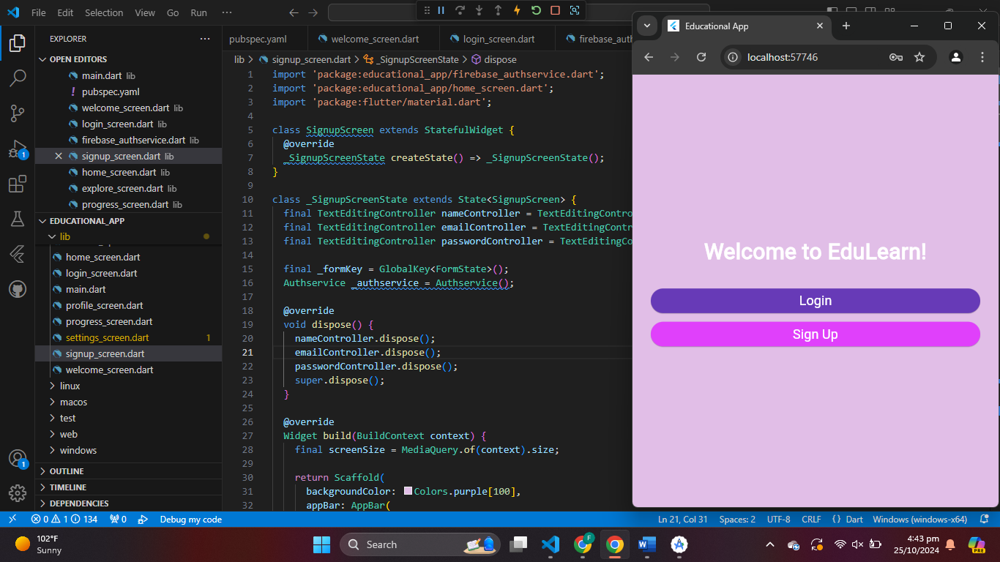 File Edit Selection View Go Run ···
EXPLORER ···
OPEN EDITORS
main.dart lib
! pubspec.yaml
welcome_screen.dart lib
login_screen.dart lib
firebase_authservice.dart lib
signup_screen.dart lib
home_screen.dart lib
explore_screen.dart lib
progress_screen.dart lib
EDUCATIONAL_APP
lib
home_screen.dart
login_screen.dart
main.dart
profile_screen.dart
progress_screen.dart
settings_screen.dart 1
signup_screen.dart
welcome_screen.dart
linux
macos
test
web
windows
OUTLINE
TIMELINE
DEPENDENCIES
1
1
pubspec.yaml welcome_screen.dart login_screen.dart firebase_auth
lib > signup_screen.dart > _SignupScreenState > dispose
1 import 'package:educational_app/firebase_authservice.dart';
2 import 'package:educational_app/home_screen.dart';
3 import 'package:flutter/material.dart';
4
5 class SignupScreen extends StatefulWidget {
6 @override
7 _SignupScreenState createState() => _SignupScreenState();
8 }
9
10 class _SignupScreenState extends State<SignupScreen> {
11 final TextEditingController nameController = TextEditingContro
12 final TextEditingController emailController = TextEditingContr
13 final TextEditingController passwordController = TextEditingCo
14
15 final _formKey = GlobalKey<FormState>();
16 Authservice _authservice = Authservice();
17
18 @override
19 void dispose() {
20 nameController.dispose();
21 emailController.dispose();
22 passwordController.dispose();
23 super.dispose();
24 }
25
26 @override
27 Widget build(BuildContext context) {
28 final screenSize = MediaQuery.of(context).size;
29
30 return Scaffold(
31 backgroundColor: Colors.purple[100],
32 appBar: AppBar(
Educational App
localhost:57746
Welcome to EduLearn!
Login
Sign Up
0 1 134 0 Debug my code
Ln 21, Col 31 Spaces: 2 UTF-8 CRLF {} Dart Windows (windows-x64)
102°F
Sunny
Search
F
W
4:43 pm
25/10/2024
PRE